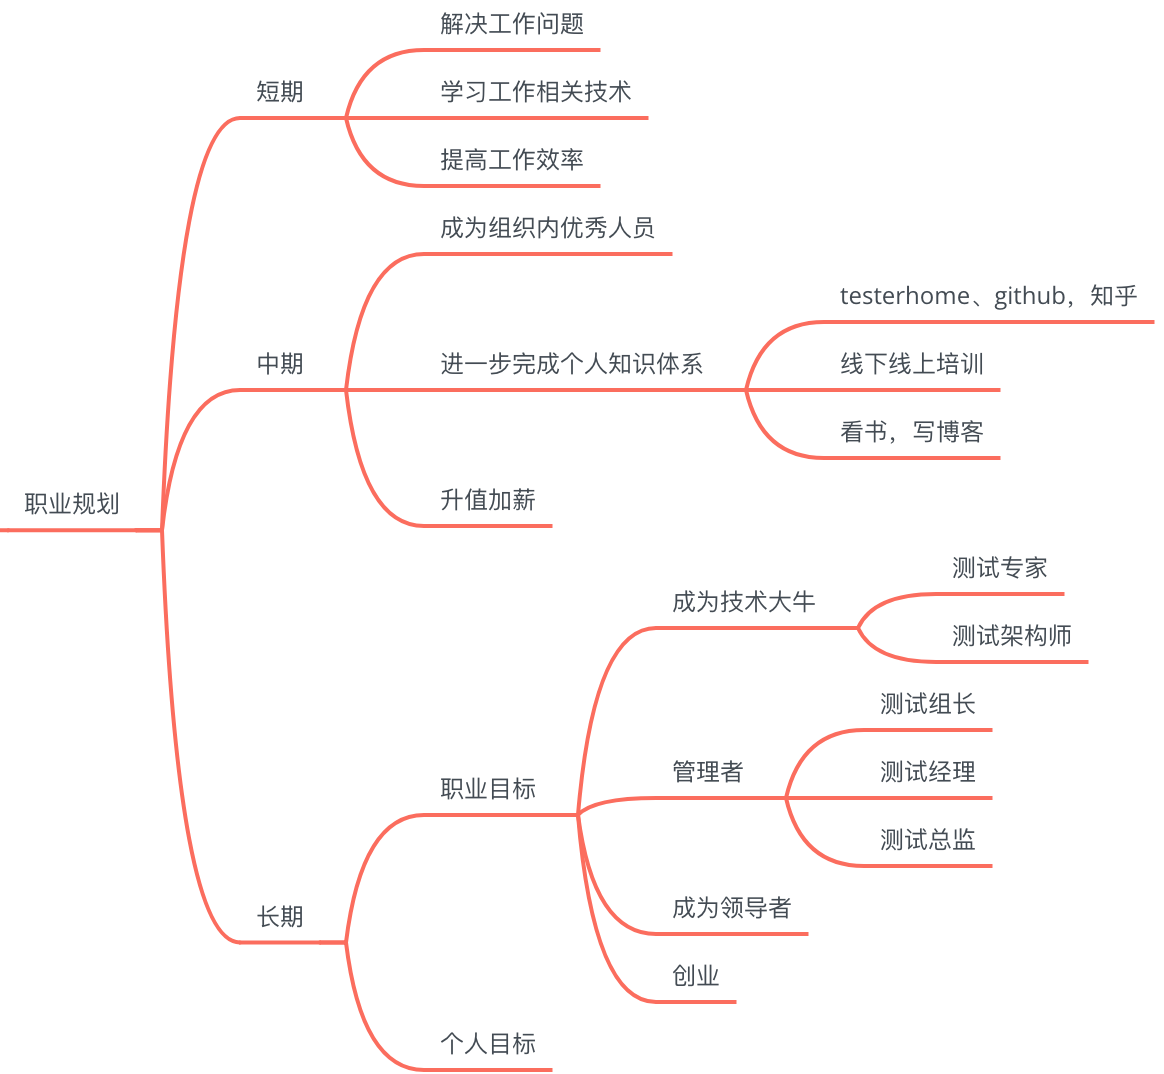 解决工作问题
短期
学习工作相关技术
提高工作效率
成为组织内优秀人员
testerhome、github，知乎
中期
进一步完成个人知识体系
线下线上培训
看书，写博客
升值加薪
职业规划
测试专家
成为技术大牛
测试架构师
测试组长
职业目标
管理者
测试经理
测试总监
成为领导者
长期
创业
个人目标